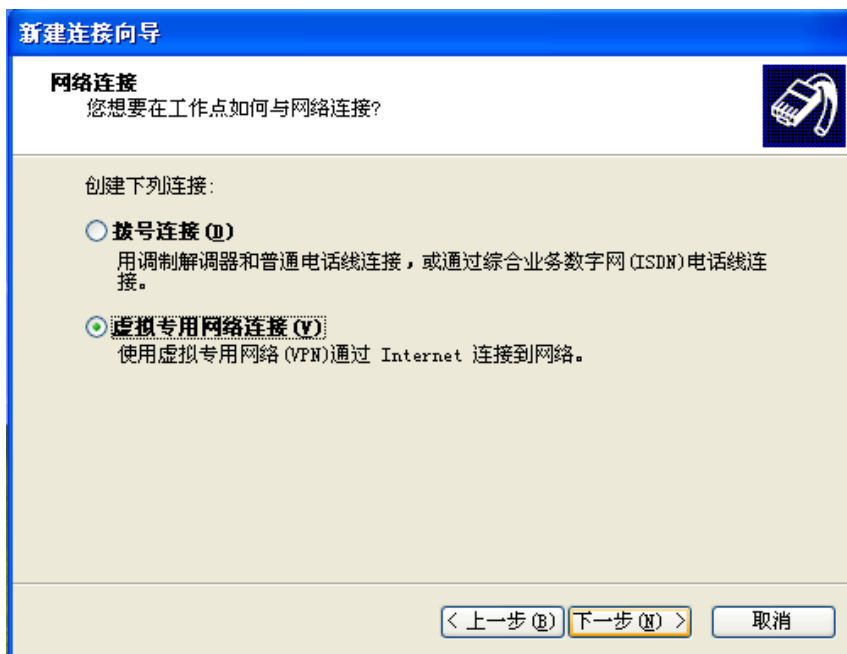 新建连接向导
网络连接
您想要在工作点如何与网络连接?
创建下列连接:
拨号连接(D)
用调制解调器和普通电话线连接，或通过综合业务数字网(ISDN)电话线连
接。
虚拟专用网络连接(V)
使用虚拟专用网络(VPN)通过 Internet 连接到网络。
< 上一步(B) 下一步(N) > 取消